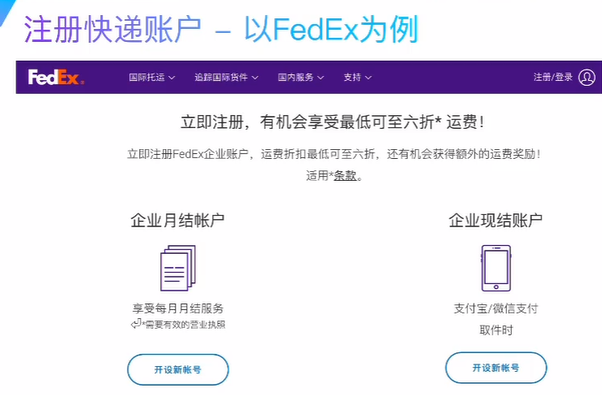 注册快递账户 – 以FedEx为例
FedEx® 国际托运 追踪国际货件 国内服务 支持 注册/登录
立即注册，有机会享受最低可至六折* 运费！
立即注册FedEx企业账户，运费折扣最低可至六折，还有机会获得额外的运费奖励！
适用*条款。
企业月结帐户
享受每月月结服务
*需要有效的营业执照
开设新帐号
企业现结账户
支付宝/微信支付
取件时
开设新帐号